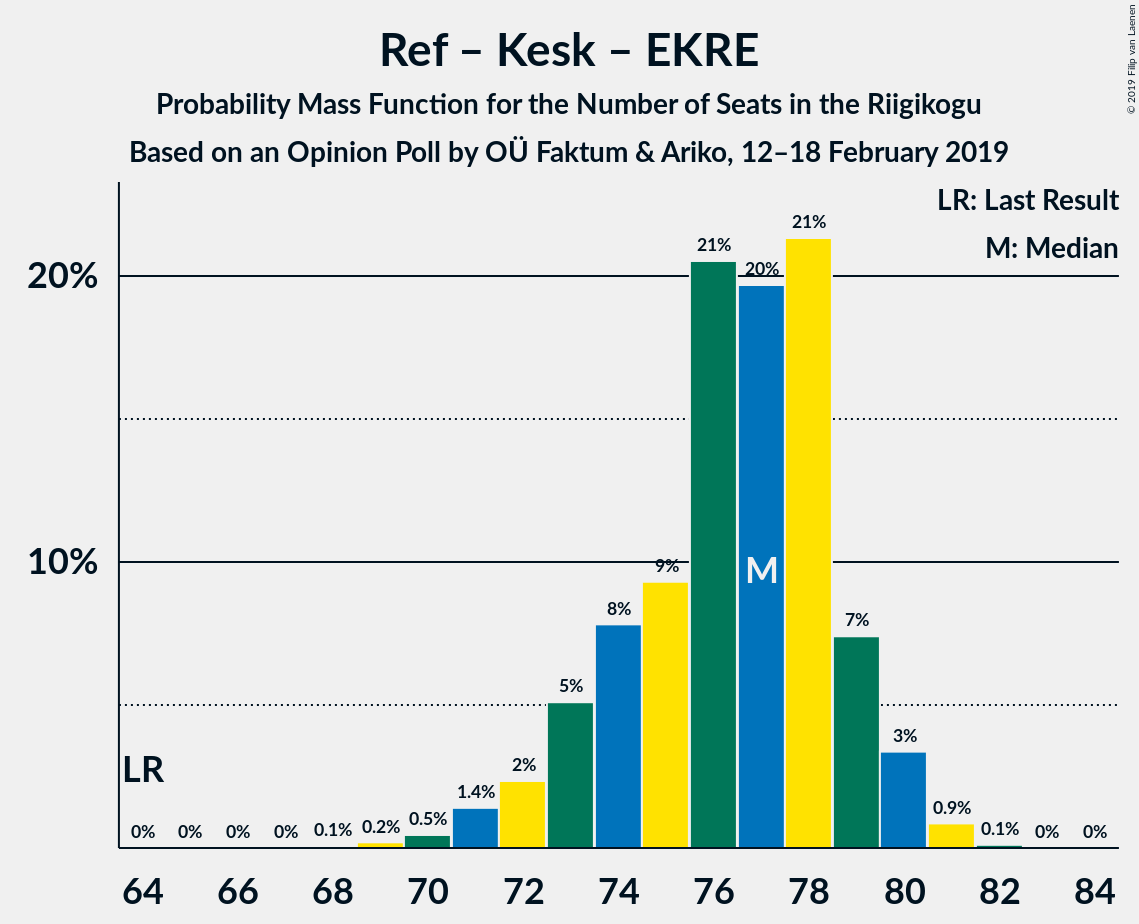 Ref – Kesk – EKRE
Probability Mass Function for the Number of Seats in the Riigikogu
Based on an Opinion Poll by OÜ Faktum & Ariko, 12–18 February 2019
© 2019 Filip van Laenen
LR: Last Result
M: Median
20%
10%
21%
20%
21%
9%
8%
7%
5%
3%
2%
1.4%
0.9%
0.5%
0.2%
0.1%
0.1%
0% 0% 0% 0%
0% 0%
M
LR
64 66 68 70 72 74 76 78 80 82 84